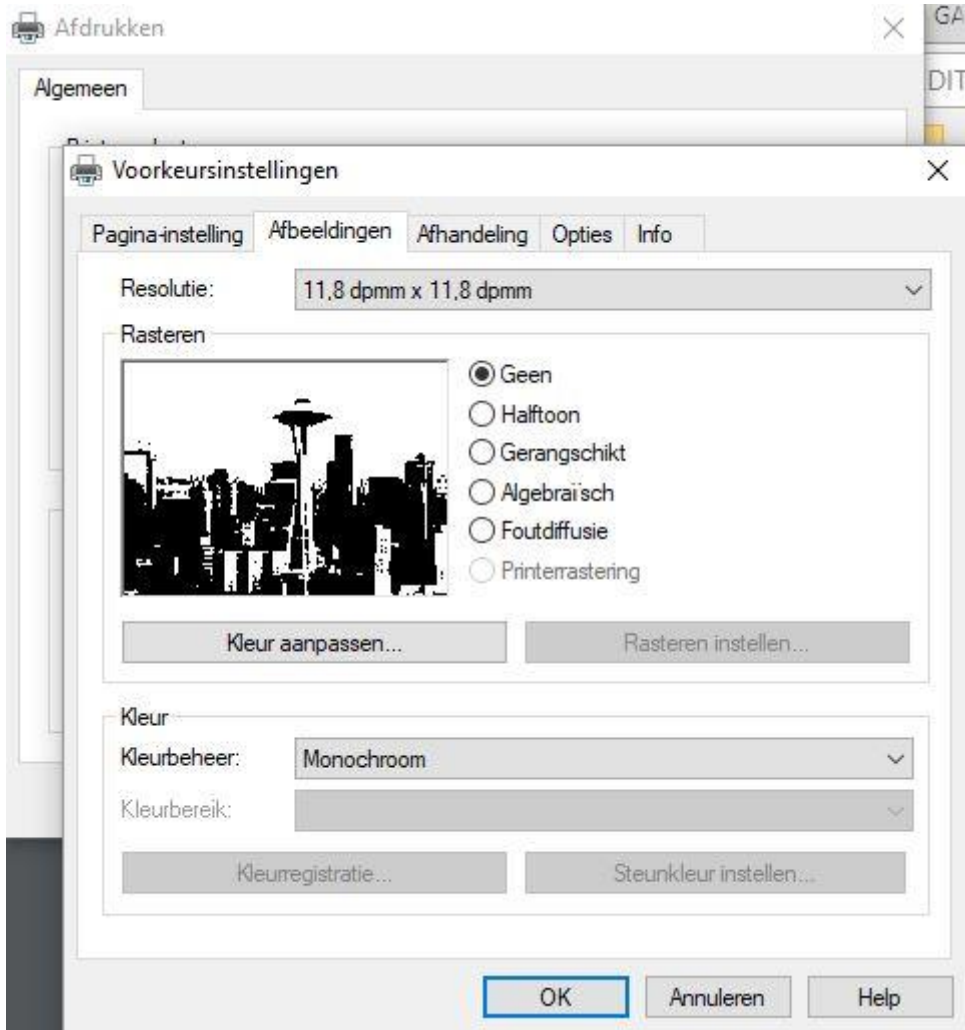 Afdrukken
GA
Algemeen
DIT
Voorkeursinstellingen
Pagina-instelling Afbeeldingen Afhandeling Opties Info
Resolutie: 11,8 dpmm x 11,8 dpmm
Rasteren
Geen
Halftoon
Gerangschikt
Algebraïsch
Foutdiffusie
Printerrastering
Kleur aanpassen... Rasteren instellen...
Kleur
Kleurbeheer: Monochroom
Kleurbereik:
Kleurregistratie... Steunkleur instellen...
OK Annuleren Help